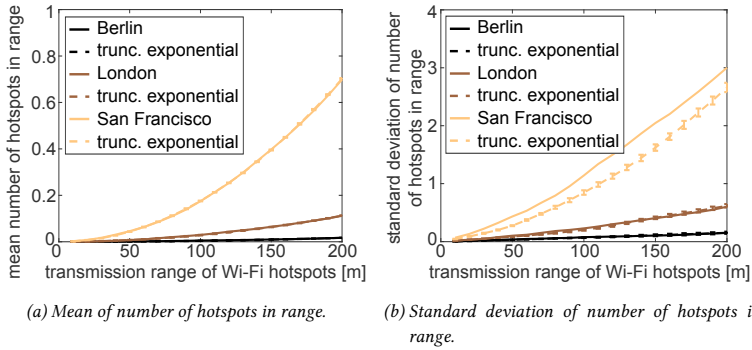 1
0.8
0.6
0.4
0.2
0
mean number of hotspots in range
Berlin
trunc. exponential
London
trunc. exponential
San Francisco
trunc. exponential
50 100 150 200
transmission range of Wi-Fi hotspots [m]
(a) Mean of number of hotspots in range.
4
3
2
1
0
standard deviation of number
of hotspots in range
Berlin
trunc. exponential
London
trunc. exponential
San Francisco
trunc. exponential
50 100 150 200
transmission range of Wi-Fi hotspots [m]
(b) Standard deviation of number of hotspots i
range.